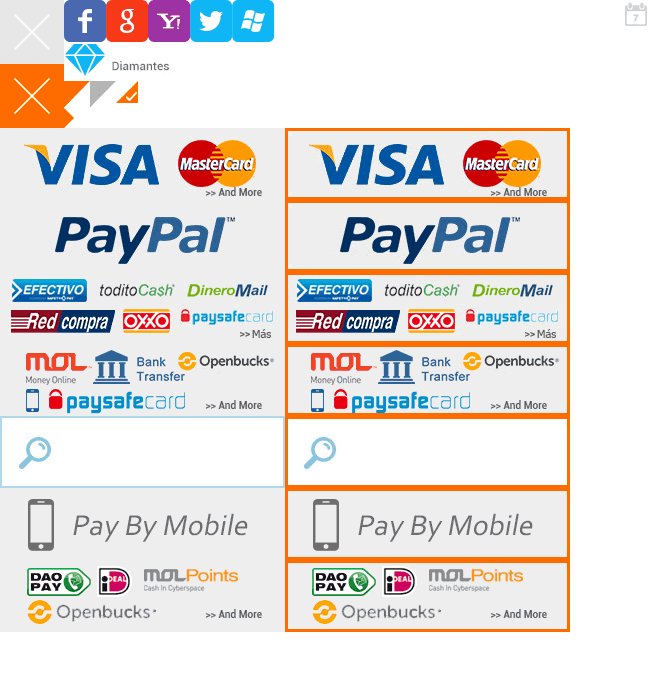 f g Y!
7
Diamantes
VISA MasterCard VISA MasterCard
>> And More >> And More
PayPal™ PayPal™
EFECTIVO toditoCash DineroMail EFECTIVO toditoCash DineroMail
Redcompra OXXO paysafecard Redcompra OXXO paysafecard
>> Más >> Más
MOL Bank Transfer Openbucks MOL Bank Transfer Openbucks
Money Online Money Online
paysafecard >> And More paysafecard >> And More
Pay By Mobile Pay By Mobile
DAO PAY iDEAL MOLPoints DAO PAY iDEAL MOLPoints
Cash In Cyberspace Cash In Cyberspace
Openbucks >> And More Openbucks >> And More